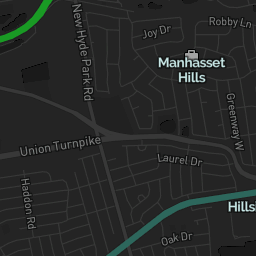 Robby Ln
Joy Dr
New Hyde Park Rd
Manhasset
Hills
Greenway W
Union Turnpike
Laurel Dr
Haddon Rd
Hills
Oak Dr